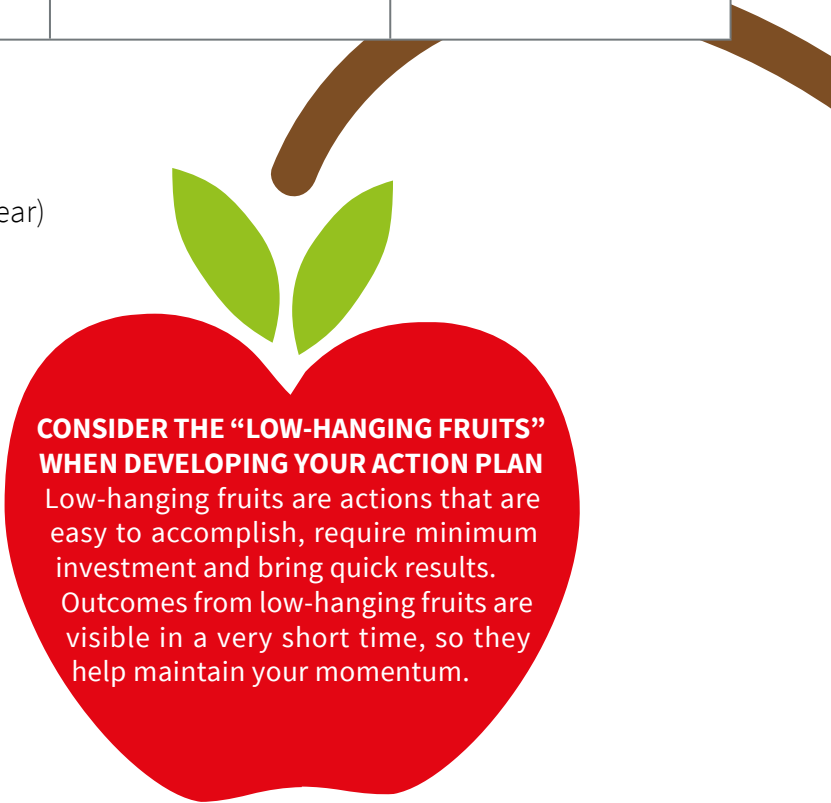 ear)
CONSIDER THE “LOW-HANGING FRUITS”
WHEN DEVELOPING YOUR ACTION PLAN
Low-hanging fruits are actions that are
easy to accomplish, require minimum
investment and bring quick results.
Outcomes from low-hanging fruits are
visible in a very short time, so they
help maintain your momentum.